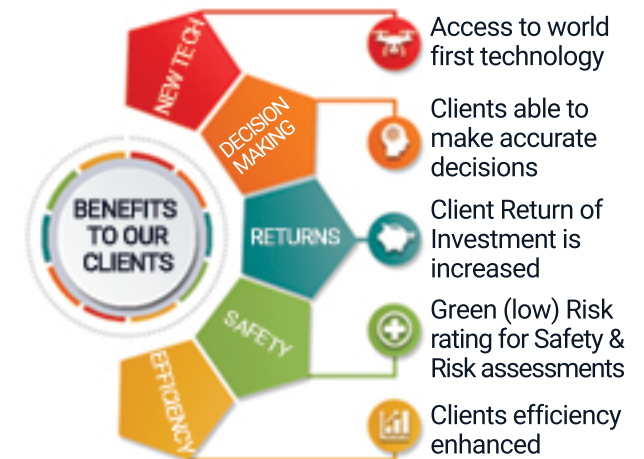 NEW TECH
Access to world
first technology
DECISION
MAKING
Clients able to
make accurate
decisions
BENEFITS
TO OUR
CLIENTS
RETURNS
Client Return of
Investment is
increased
SAFETY
Green (low) Risk
rating for Safety &
Risk assessments
EFFICIENCY
Clients efficiency
enhanced